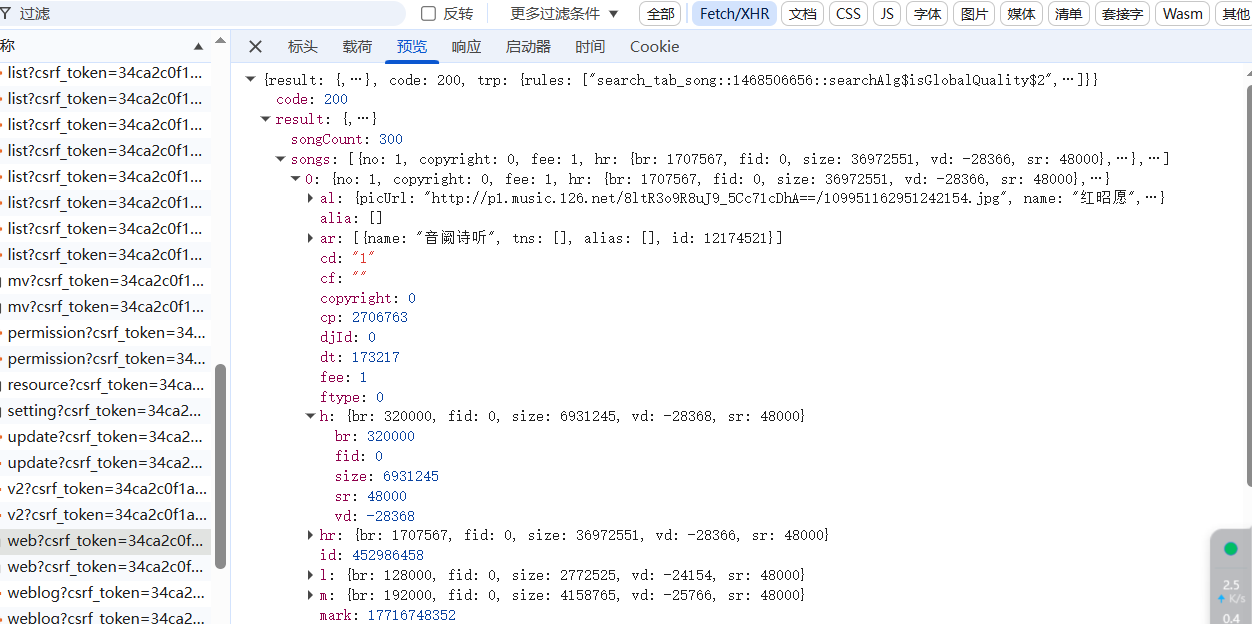 过滤 反转 更多过滤条件 全部 Fetch/XHR 文档 CSS JS 字体 图片 媒体 清单 套接字 Wasm 其他
称 标头 载荷 预览 响应 启动器 时间 Cookie
list?csrf_token=34ca2c0f1...
list?csrf_token=34ca2c0f1...
list?csrf_token=34ca2c0f1...
list?csrf_token=34ca2c0f1...
list?csrf_token=34ca2c0f1...
list?csrf_token=34ca2c0f1...
list?csrf_token=34ca2c0f1...
list?csrf_token=34ca2c0f1...
mv?csrf_token=34ca2c0f1...
mv?csrf_token=34ca2c0f1...
permission?csrf_token=34...
permission?csrf_token=34...
resource?csrf_token=34ca...
setting?csrf_token=34ca2...
update?csrf_token=34ca2...
update?csrf_token=34ca2...
v2?csrf_token=34ca2c0f1a...
v2?csrf_token=34ca2c0f1a...
web?csrf_token=34ca2c0f...
web?csrf_token=34ca2c0f...
weblog?csrf_token=34ca2...
weblog?csrf_token=34ca2...
{result: {,…}, code: 200, trp: {rules: ["search_tab_song::1468506656::searchAlg$isGlobalQuality$2",…]}}
code: 200
result: {,…}
songCount: 300
songs: [{no: 1, copyright: 0, fee: 1, hr: {br: 1707567, fid: 0, size: 36972551, vd: -28366, sr: 48000},…},…]
0: {no: 1, copyright: 0, fee: 1, hr: {br: 1707567, fid: 0, size: 36972551, vd: -28366, sr: 48000},…
al: {picUrl: "http://p1.music.126.net/8ltR3o9R8uJ9_5Cc71cDhA==/109951162951242154.jpg", name: "红昭愿",…
alia: []
ar: [{name: "音阙诗听", tns: [], alias: [], id: 12174521}]
cd: "1"
cf: ""
copyright: 0
cp: 2706763
djId: 0
dt: 173217
fee: 1
ftype: 0
h: {br: 320000, fid: 0, size: 6931245, vd: -28368, sr: 48000}
br: 320000
fid: 0
size: 6931245
sr: 48000
vd: -28368
hr: {br: 1707567, fid: 0, size: 36972551, vd: -28366, sr: 48000}
id: 452986458
l: {br: 128000, fid: 0, size: 2772525, vd: -24154, sr: 48000}
m: {br: 192000, fid: 0, size: 4158765, vd: -25766, sr: 48000}
mark: 17716748352
2.5
K/s
0.4